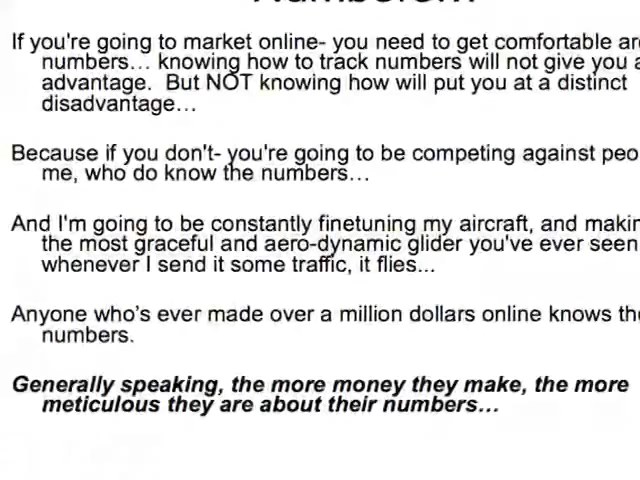 If you're going to market online- you need to get comfortable
numbers... knowing how to track numbers will not give you
advantage. But NOT knowing how will put you at a distinct
disadvantage...
Because if you don't- you're going to be competing against
me, who do know the numbers...
And I'm going to be constantly finetuning my aircraft, and
the most graceful and aero-dynamic glider you've ever seen
whenever I send it some traffic, it flies...
Anyone who's ever made over a million dollars online knows
numbers.
Generally speaking, the more money they make, the more
meticulous they are about their numbers...